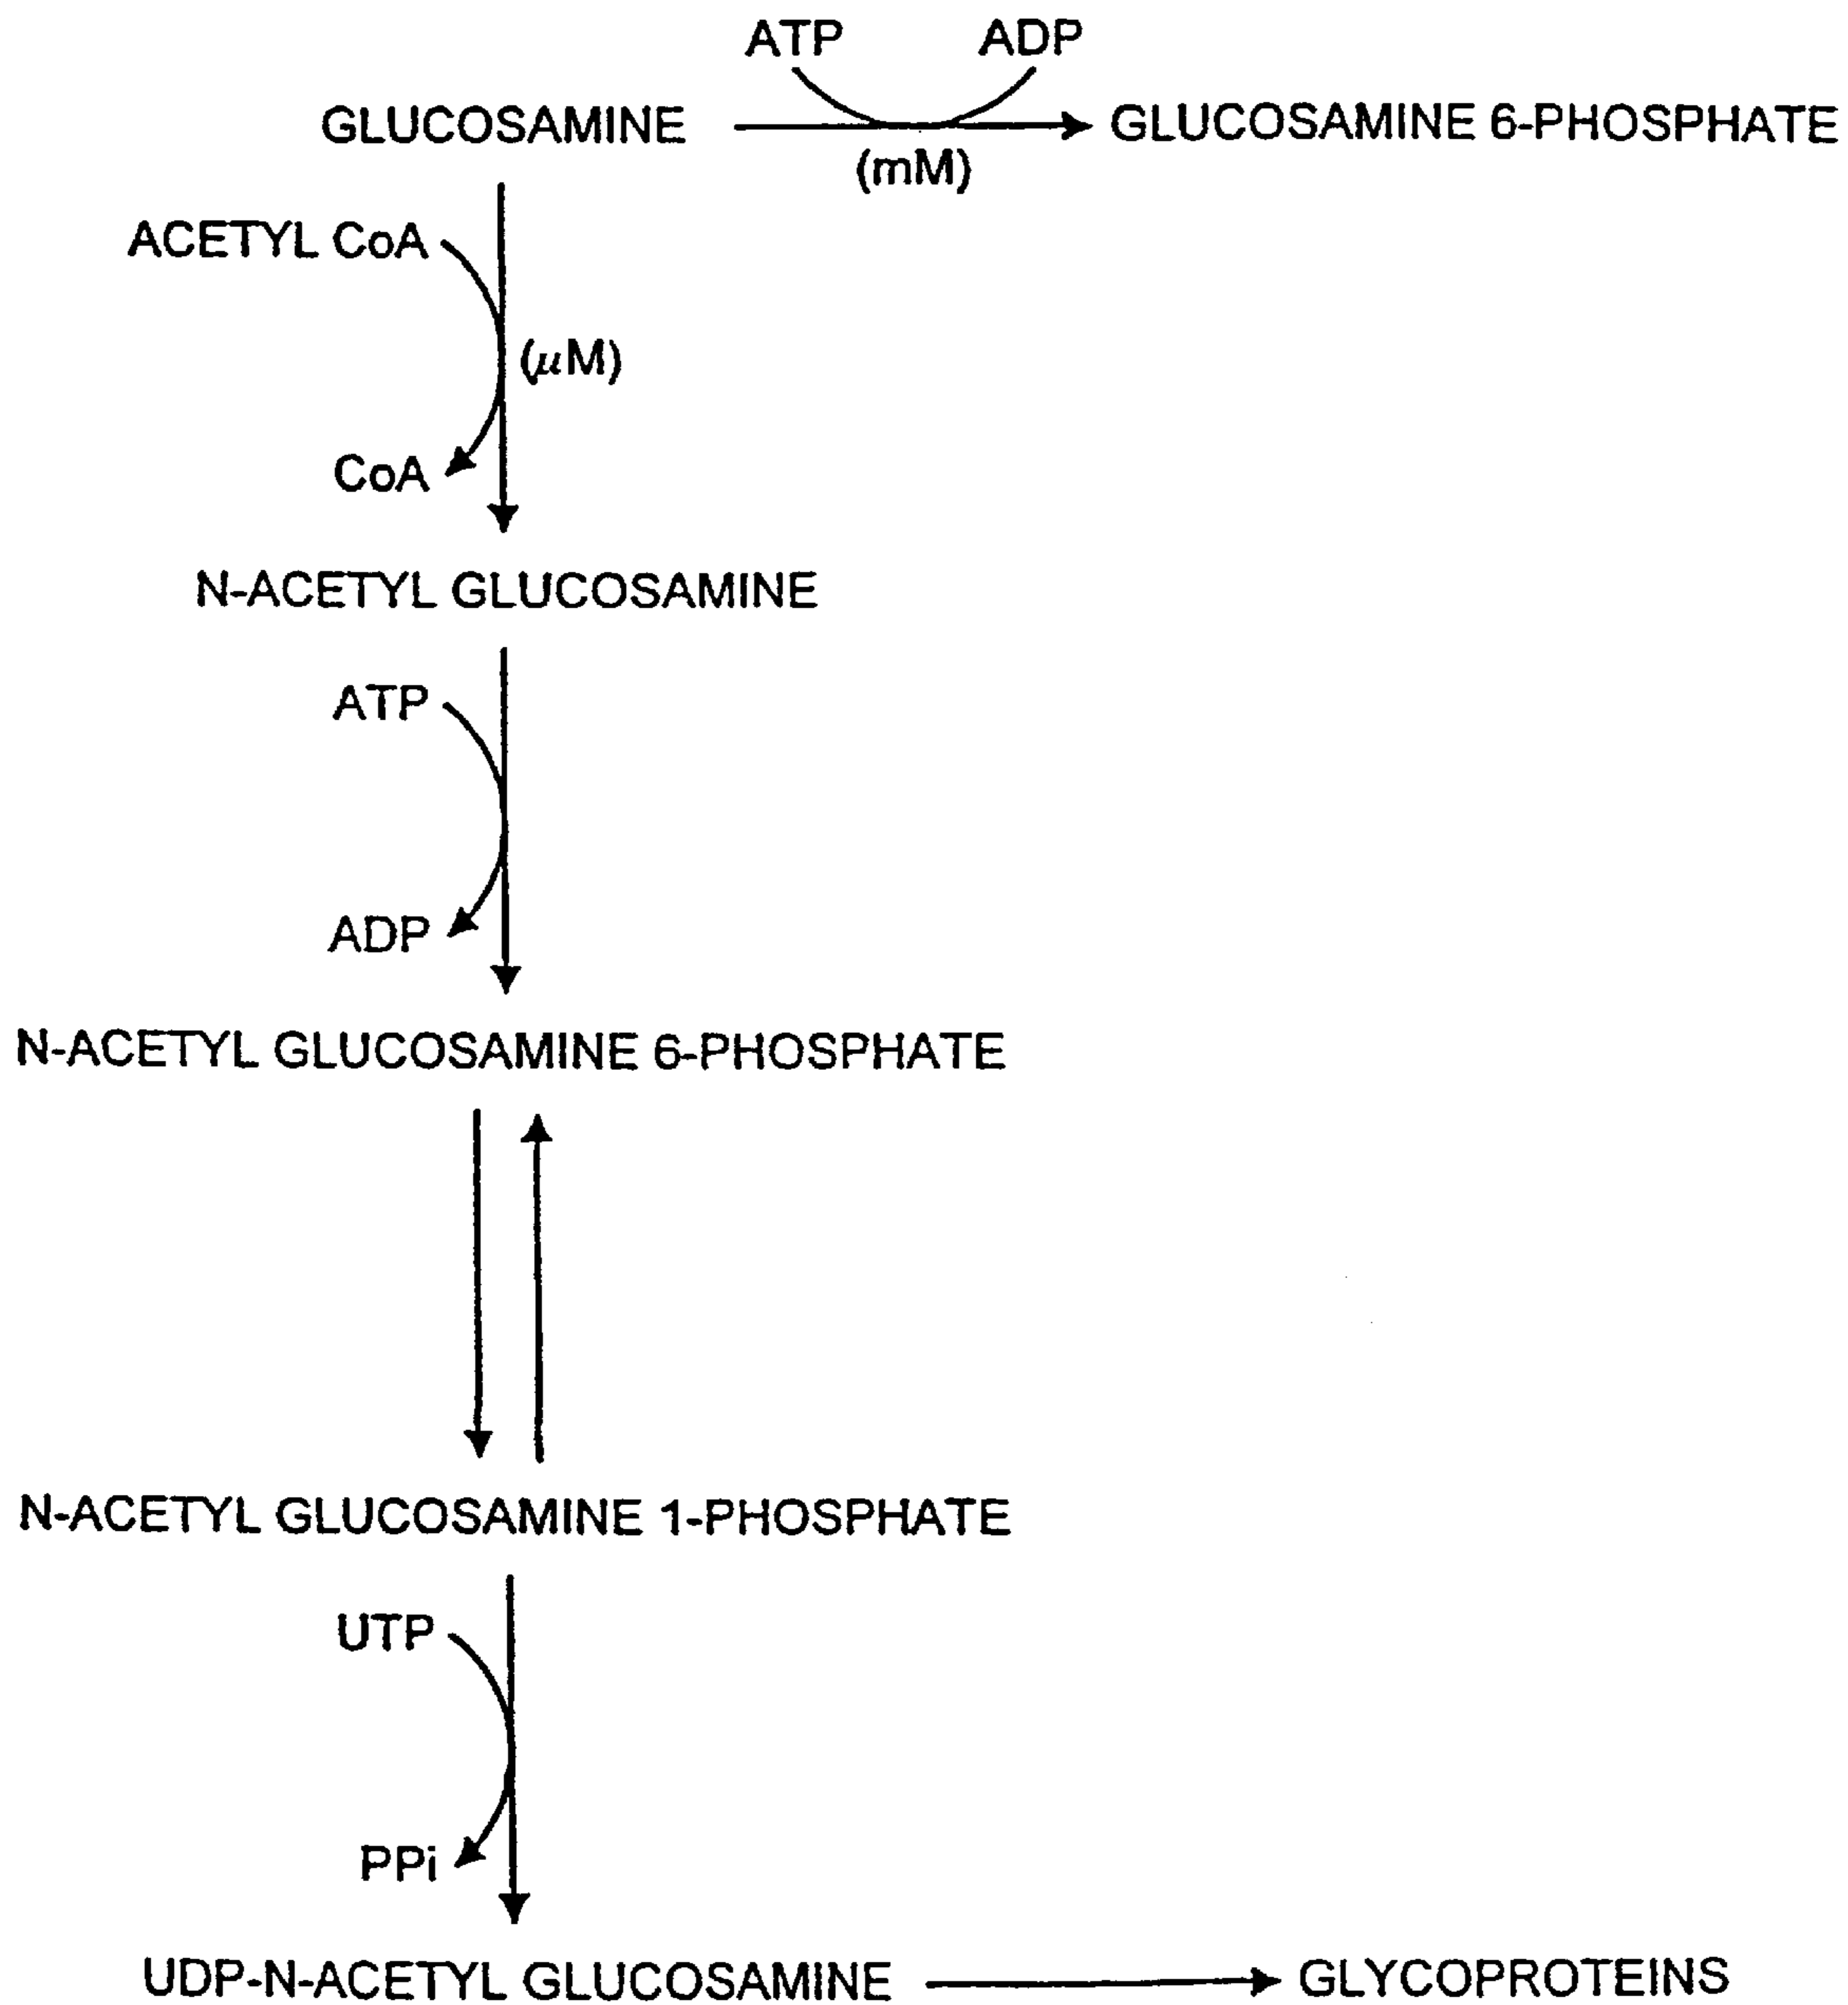 ATP ADP
GLUCOSAMINE GLUCOSAMINE 6-PHOSPHATE
(mM)
ACETYL CoA
(μM)
CoA
N-ACETYL GLUCOSAMINE
ATP
ADP
N-ACETYL GLUCOSAMINE 6-PHOSPHATE
N-ACETYL GLUCOSAMINE 1-PHOSPHATE
UTP
PPi
UDP-N-ACETYL GLUCOSAMINE GLYCOPROTEINS